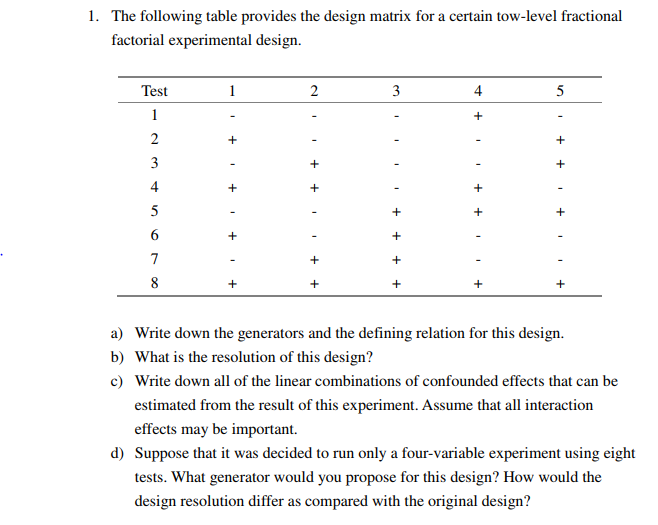 1. The following table provides the design matrix for a certain tow-level fractional
factorial experimental design.
Test 1 2 3 4 5
1 - - - + -
2 + - - - +
3 - + - - +
4 + + - + -
5 - - + + +
6 + - + - -
7 - + + - -
8 + + + + +
a) Write down the generators and the defining relation for this design.
b) What is the resolution of this design?
c) Write down all of the linear combinations of confounded effects that can be
estimated from the result of this experiment. Assume that all interaction
effects may be important.
d) Suppose that it was decided to run only a four-variable experiment using eight
tests. What generator would you propose for this design? How would the
design resolution differ as compared with the original design?